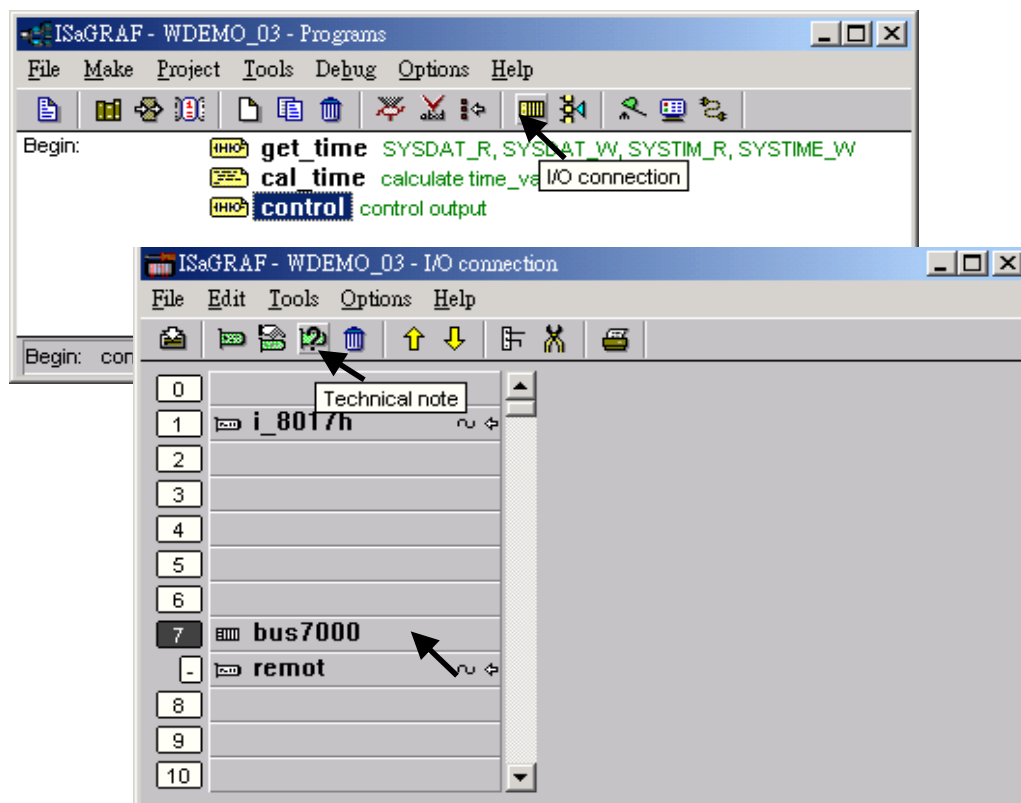 ISaGRAF - WDEMO_03 - Programs
File Make Project Tools Debug Options Help
Begin: get_time SYSDAT_R, SYSDAT_W, SYSTIM_R, SYSTIME_W
cal_time calculate time_va
I/O connection
control control output
Begin: con
ISaGRAF - WDEMO_03 - I/O connection
File Edit Tools Options Help
Technical note
0
1 i_8017h
2
3
4
5
6
7 bus7000
- remot
8
9
10